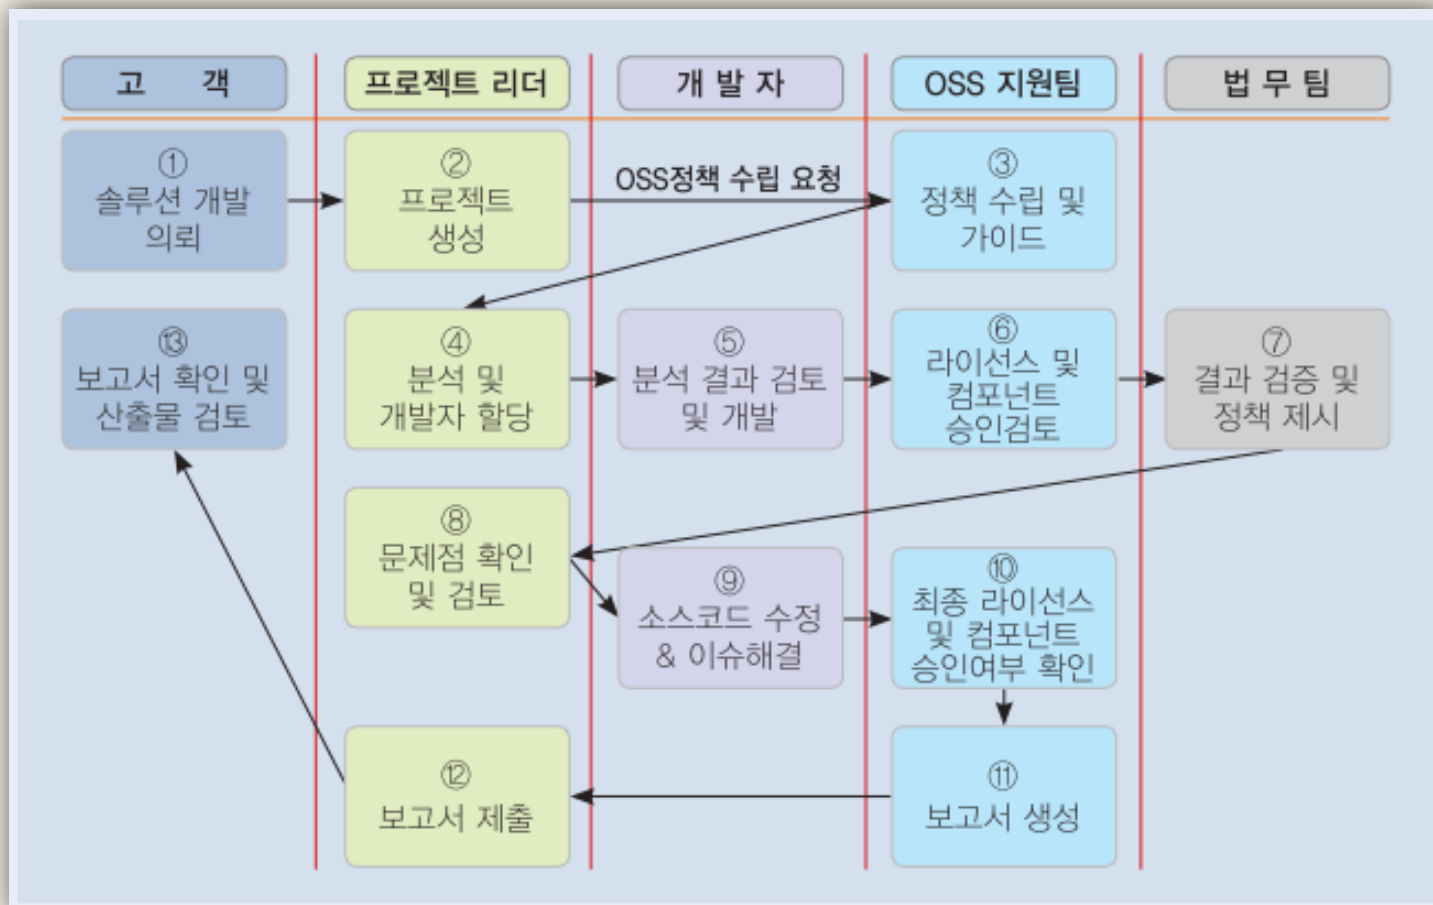 고 객
프로젝트 리더
개 발 자
OSS 지원팀
법 무 팀
①
솔루션 개발
의뢰
②
프로젝트
생성
OSS정책 수립 요청
③
정책 수립 및
가이드
⑬
보고서 확인 및
산출물 검토
④
분석 및
개발자 할당
⑤
분석 결과 검토
및 개발
⑥
라이선스 및
컴포넌트
승인검토
⑦
결과 검증 및
정책 제시
⑧
문제점 확인
및 검토
⑨
소스코드 수정
& 이슈해결
⑩
최종 라이선스
및 컴포넌트
승인여부 확인
⑫
보고서 제출
⑪
보고서 생성